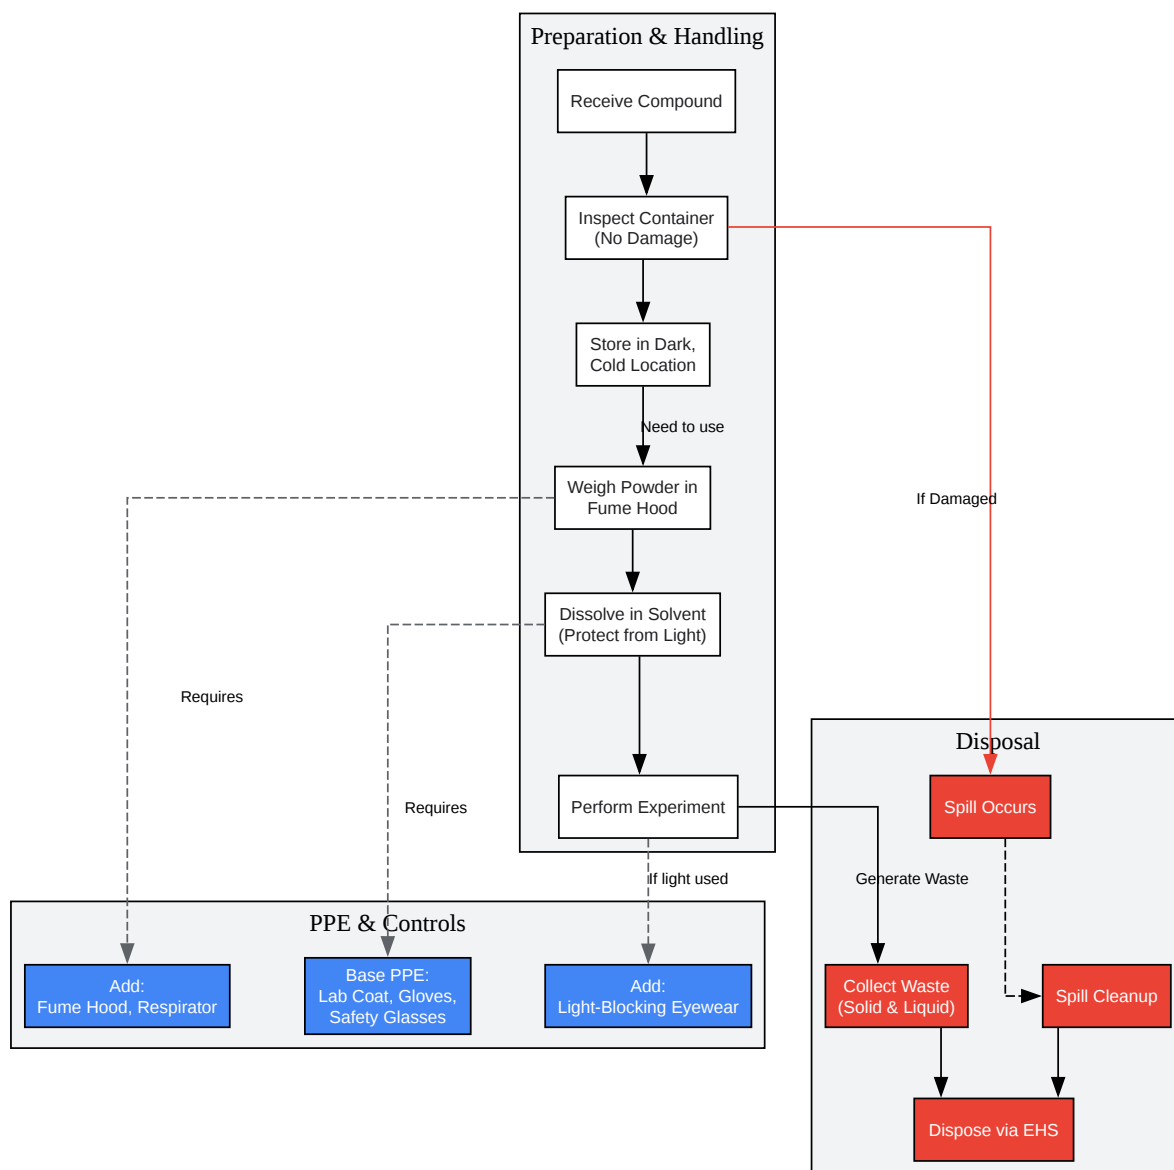 Preparation & Handling
Receive Compound
Inspect Container
(No Damage)
Store in Dark,
Cold Location
Need to use
Weigh Powder in
Fume Hood
If Damaged
Dissolve in Solvent
(Protect from Light)
Requires
Disposal
Perform Experiment
Spill Occurs
Requires
If light used
Generate Waste
PPE & Controls
Add:
Fume Hood, Respirator
Base PPE:
Lab Coat, Gloves,
Safety Glasses
Add:
Light-Blocking Eyewear
Collect Waste
(Solid & Liquid)
Spill Cleanup
Dispose via EHS